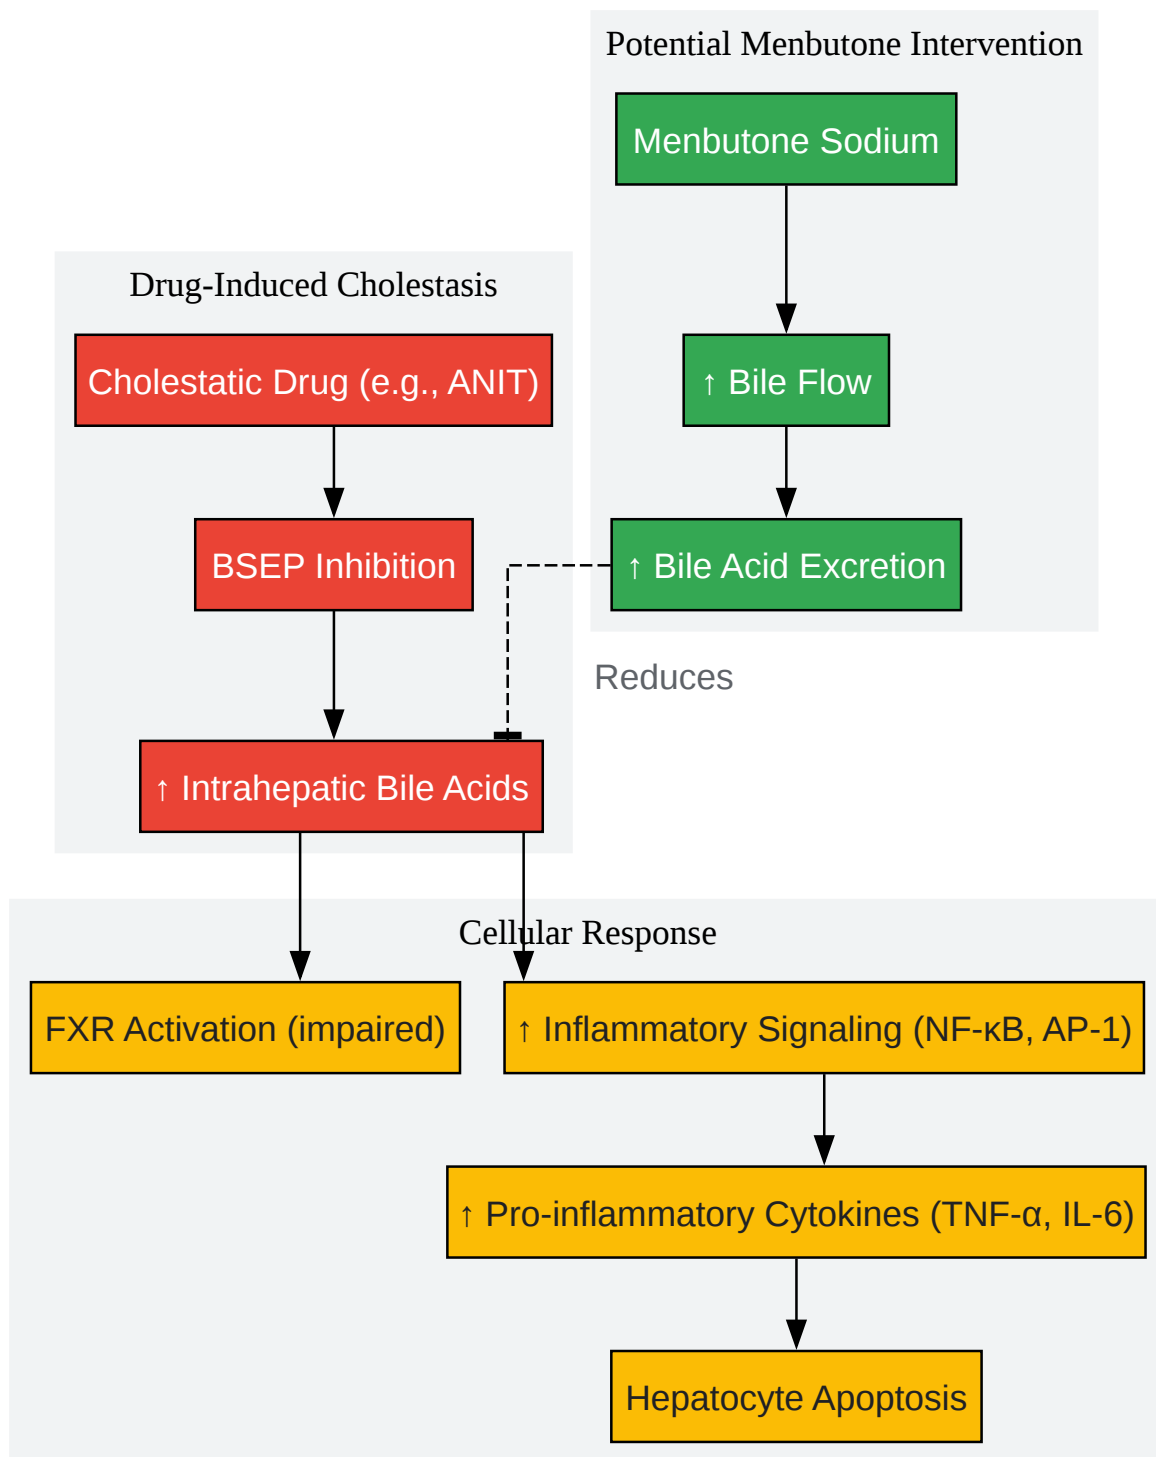 Potential Menbutone Intervention
Menbutone Sodium
Drug-Induced Cholestasis
Cholestatic Drug (e.g., ANIT)
↑ Bile Flow
BSEP Inhibition
↑ Bile Acid Excretion
Reduces
↑ Intrahepatic Bile Acids
Cellular Response
FXR Activation (impaired)
↑ Inflammatory Signaling (NF-κB, AP-1)
↑ Pro-inflammatory Cytokines (TNF-α, IL-6)
Hepatocyte Apoptosis